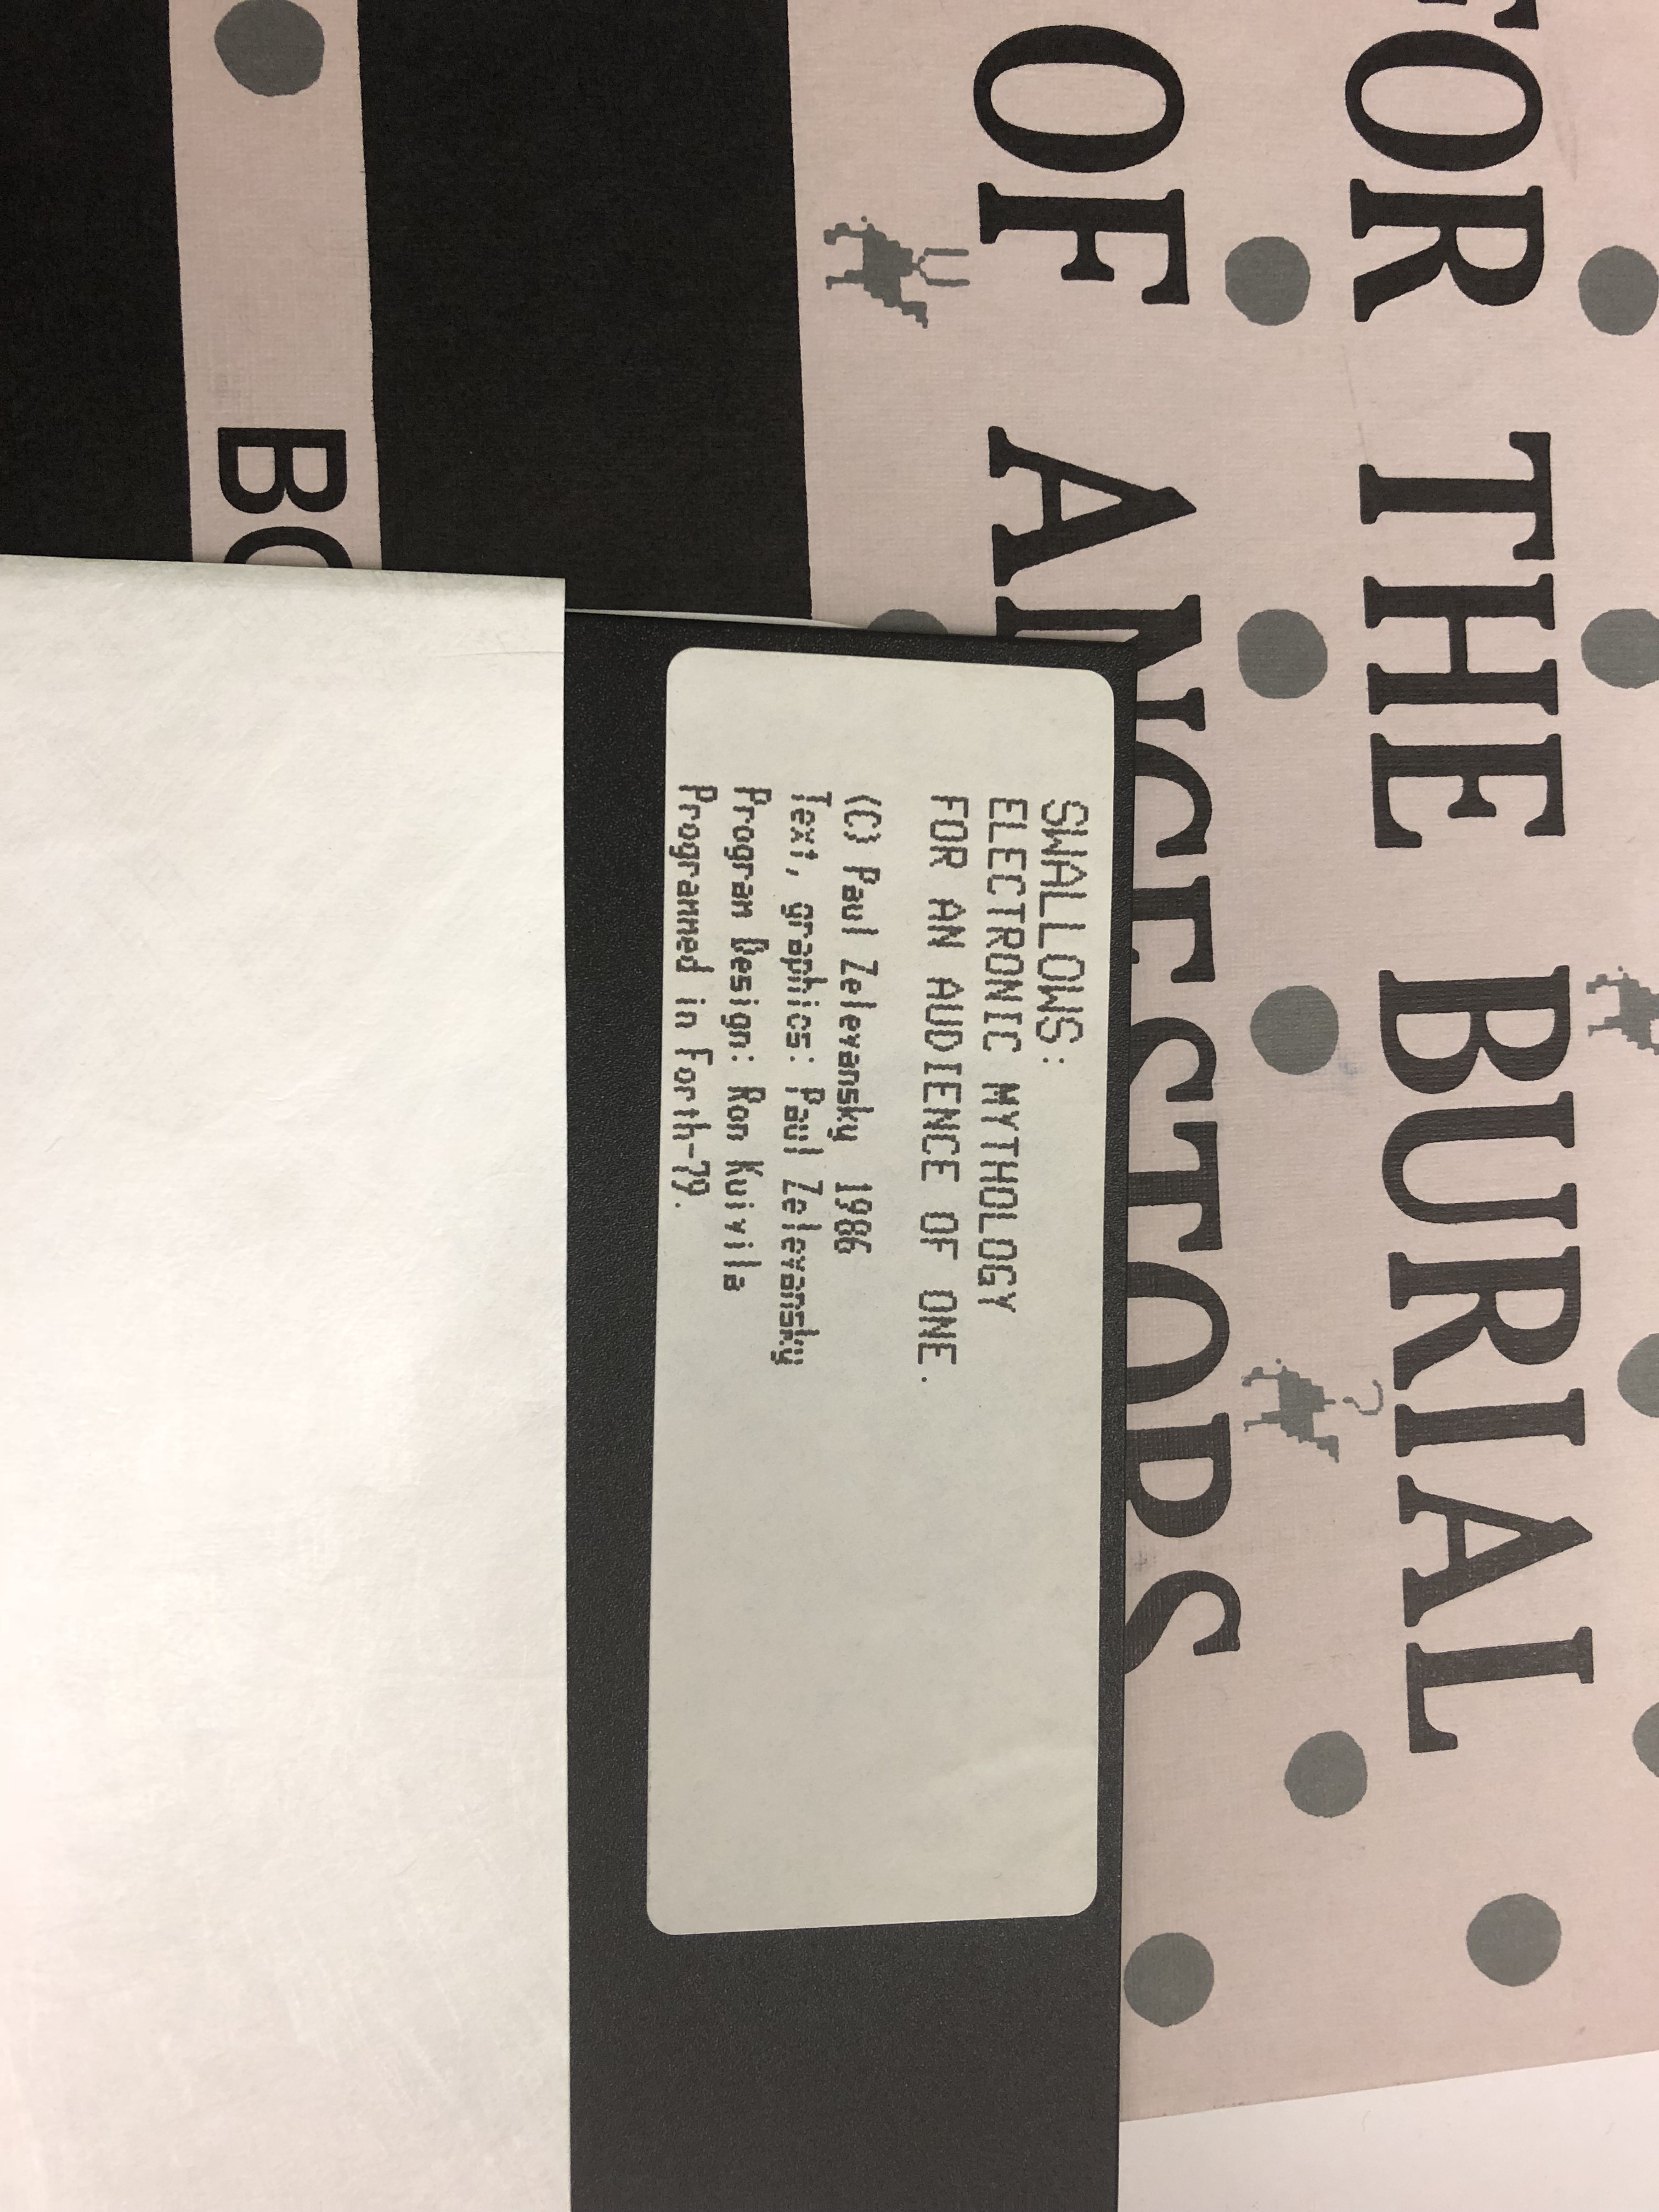 FOR THE BURIAL
OF ANCESTORS
SWALLOWS:
ELECTRONIC MYTHOLOGY
FOR AN AUDIENCE OF ONE.
(C) Paul Zelevansky 1986
Text, graphics: Paul Zelevansky
Program Design: Ron Kuivila
Programmed in Forth-79.
BO